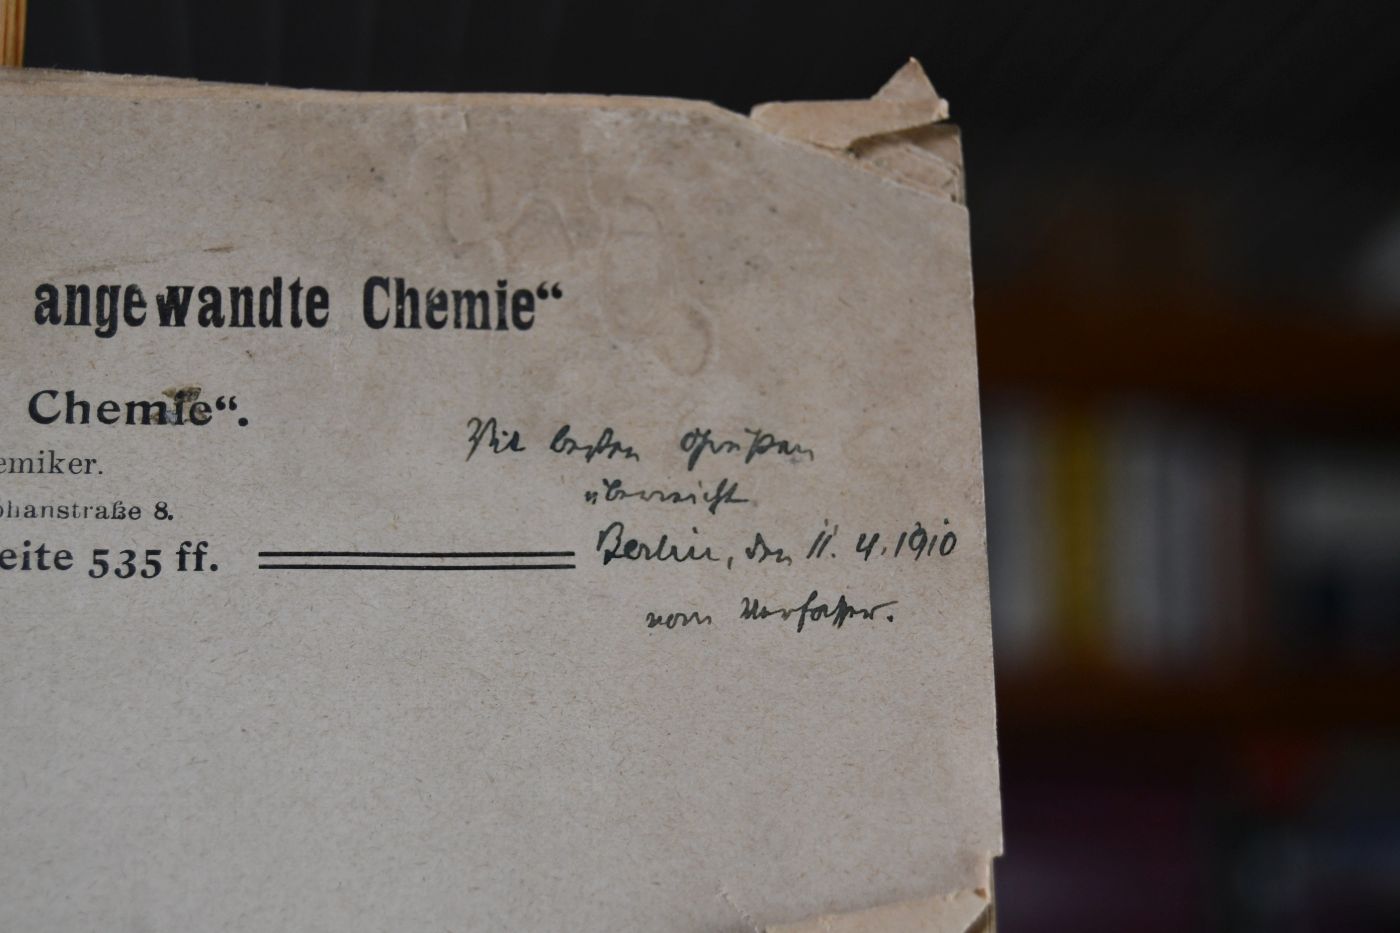 angewandte Chemie“
Chemie“.
emiker.
phanstraße 8.
eite 535 ff.
Mit besten Grüßen
überreicht
Berlin, den 11. 4. 1910
vom Verfasser.